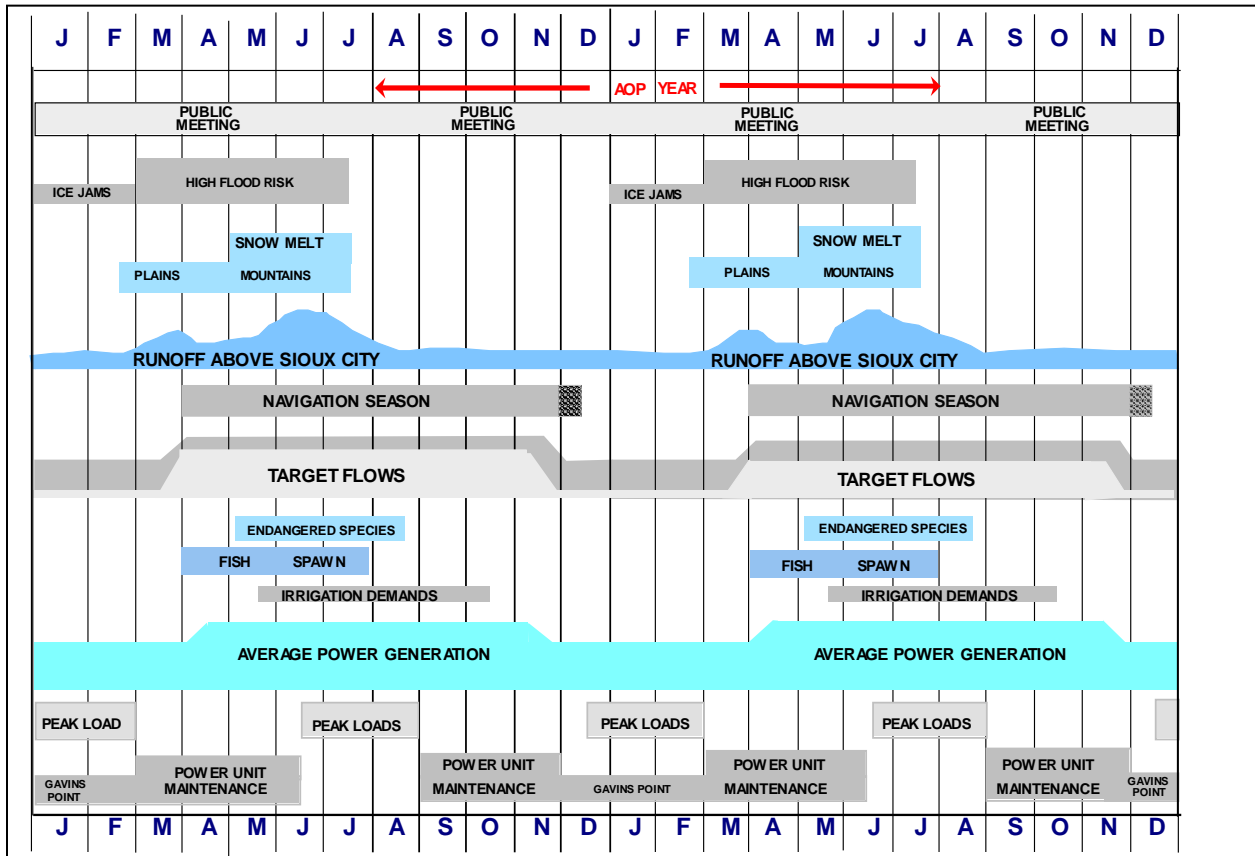 J F M A M J J A S O N D J F M A M J J A S O N D
AOP YEAR
PUBLIC MEETING PUBLIC MEETING PUBLIC MEETING PUBLIC MEETING
HIGH FLOOD RISK HIGH FLOOD RISK
ICE JAMS ICE JAMS
SNOW MELT SNOW MELT
PLAINS MOUNTAINS PLAINS MOUNTAINS
RUNOFF ABOVE SIOUX CITY RUNOFF ABOVE SIOUX CITY
NAVIGATION SEASON NAVIGATION SEASON
TARGET FLOWS TARGET FLOWS
ENDANGERED SPECIES ENDANGERED SPECIES
FISH SPAWN FISH SPAWN
IRRIGATION DEMANDS IRRIGATION DEMANDS
AVERAGE POWER GENERATION AVERAGE POWER GENERATION
PEAK LOAD PEAK LOADS PEAK LOADS PEAK LOADS
GAVINS POINT POWER UNIT MAINTENANCE POWER UNIT MAINTENANCE GAVINS POINT POWER UNIT MAINTENANCE POWER UNIT MAINTENANCE GAVINS POINT
J F M A M J J A S O N D J F M A M J J A S O N D